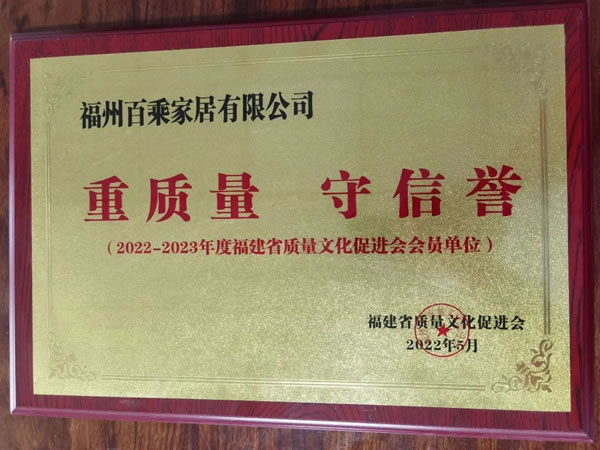 福州百乘家居有限公司
重质量 守信誉
（2022-2023年度福建省质量文化促进会会员单位）
福建省质量文化促进会
2022年5月